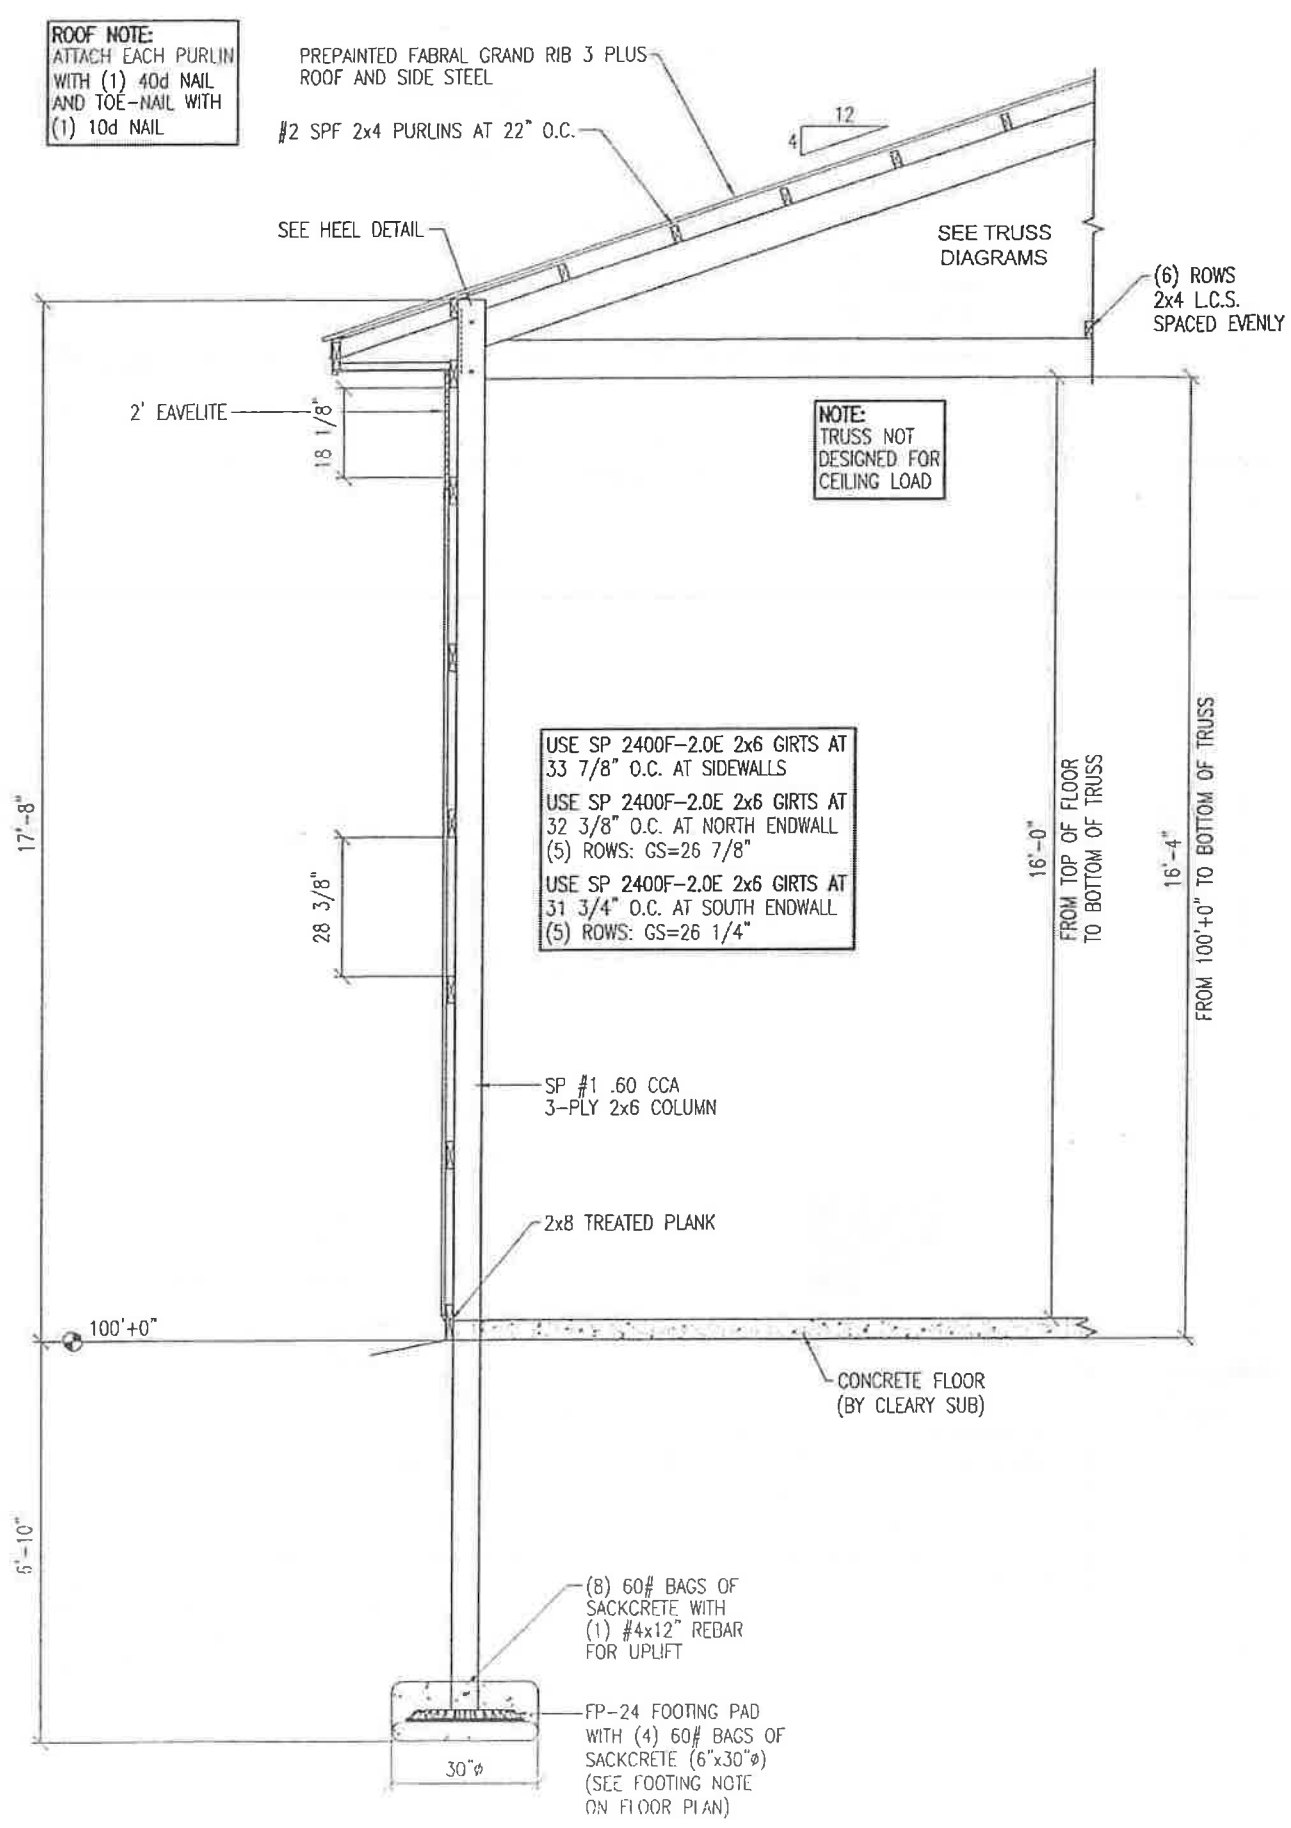 ROOF NOTE:
ATTACH EACH PURLIN
WITH (1) 40d NAIL
AND TOE-NAIL WITH
(1) 10d NAIL
PREPAINTED FABRAL GRAND RIB 3 PLUS
ROOF AND SIDE STEEL
#2 SPF 2x4 PURLINS AT 22" O.C.
12
4
SEE HEEL DETAIL
SEE TRUSS
DIAGRAMS
(6) ROWS
2x4 L.C.S.
SPACED EVENLY
2' EAVELITE
18 1/8"
NOTE:
TRUSS NOT
DESIGNED FOR
CEILING LOAD
17'-8"
USE SP 2400F-2.0E 2x6 GIRTS AT
33 7/8" O.C. AT SIDEWALLS
USE SP 2400F-2.0E 2x6 GIRTS AT
32 3/8" O.C. AT NORTH ENDWALL
(5) ROWS: GS=26 7/8"
USE SP 2400F-2.0E 2x6 GIRTS AT
31 3/4" O.C. AT SOUTH ENDWALL
(5) ROWS: GS=26 1/4"
28 3/8"
16'-0"
FROM TOP OF FLOOR
TO BOTTOM OF TRUSS
16'-4"
FROM 100'+0" TO BOTTOM OF TRUSS
SP #1 .60 CCA
3-PLY 2x6 COLUMN
2x8 TREATED PLANK
100'+0"
CONCRETE FLOOR
(BY CLEARY SUB)
(8) 60# BAGS OF
SACKCRETE WITH
(1) #4x12" REBAR
FOR UPLIFT
FP-24 FOOTING PAD
WITH (4) 60# BAGS OF
SACKCRETE (6"x30"ø)
(SEE FOOTING NOTE
ON FLOOR PLAN)
30"ø